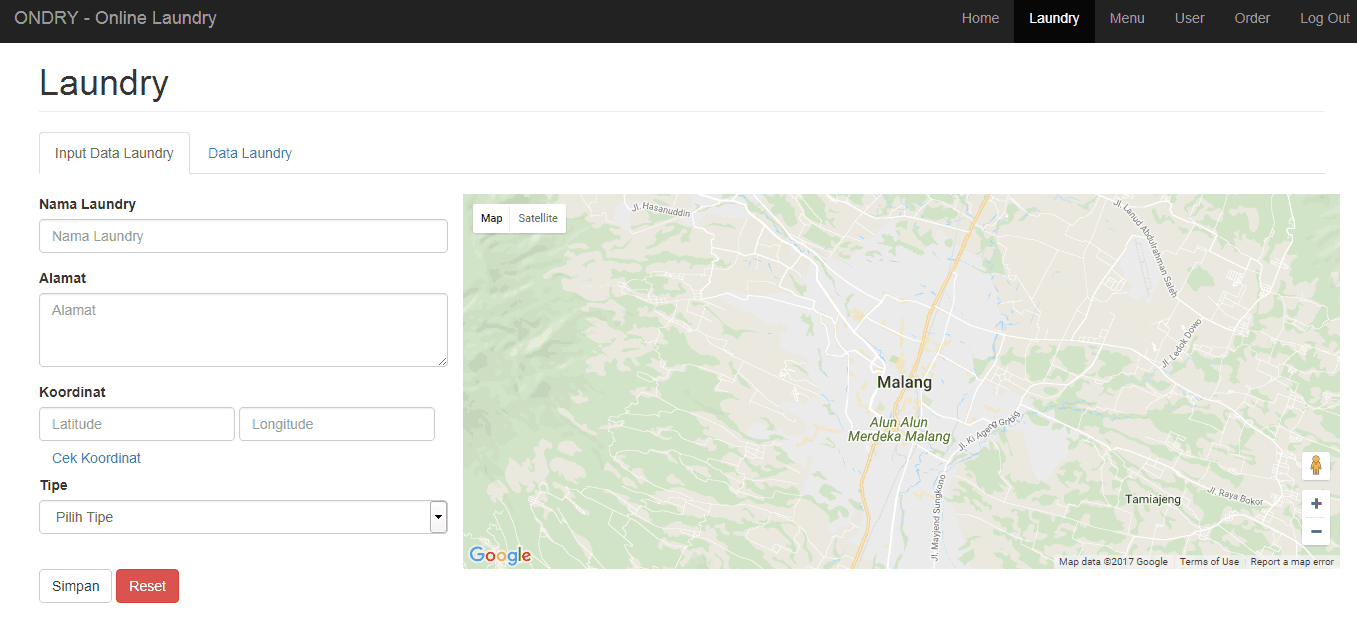 ONDRY - Online Laundry
Home Laundry Menu User Order Log Out
Laundry
Input Data Laundry Data Laundry
Nama Laundry
Nama Laundry
Alamat
Alamat
Koordinat
Latitude Longitude
Cek Koordinat
Tipe
Pilih Tipe
Simpan Reset
Map Satellite
Jl. Hasanuddin
Jl. Lanud Abdulrahman Saleh
Jl. Ledok Dowo
Malang
Alun Alun
Merdeka Malang
Jl. Ki Ageng Gribig
Jl. Mayjend Sungkono
Tamiajeng
Jl. Raya Bokor
Google
Map data ©2017 Google Terms of Use Report a map error